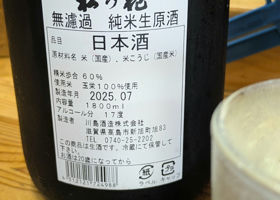 松の花
無濾過 純米生原酒
品目 日本酒
原材料名 米(国産)、米こうじ(国産米)
精米歩合 60%
使用米 玉栄100%使用
製造年月 2025.07
内容量 1800ml
アルコール分 17度
製造者 川島酒造株式会社
滋賀県高島市新旭町旭83
TEL 0740-25-2202
この商品は生酒です。冷蔵にて保管して
下さい。
お酒は20歳になってから